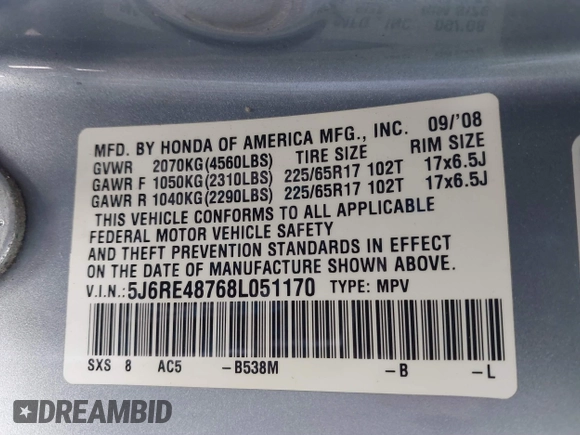 MFD. BY HONDA OF AMERICA MFG., INC. 09/'08
GVWR 2070KG(4560LBS) TIRE SIZE RIM SIZE
GAWR F 1050KG(2310LBS) 225/65R17 102T 17x6.5J
GAWR R 1040KG(2290LBS) 225/65R17 102T 17x6.5J
THIS VEHICLE CONFORMS TO ALL APPLICABLE
FEDERAL MOTOR VEHICLE SAFETY
AND THEFT PREVENTION STANDARDS IN EFFECT
ON THE DATE OF MANUFACTURE SHOWN ABOVE.
V.I.N.:5J6RE48768L051170 TYPE: MPV
SXS 8 AC5 -B538M -B -L
DREAMBID